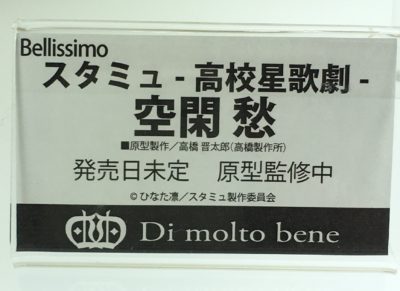 Bellissimo
スタミュ - 高校星歌劇 -
空閑 愁
■原型製作／高橋 晋太郎（高橋製作所）
発売日未定　原型監修中
© ひなた凛／スタミュ製作委員会
Di molto bene